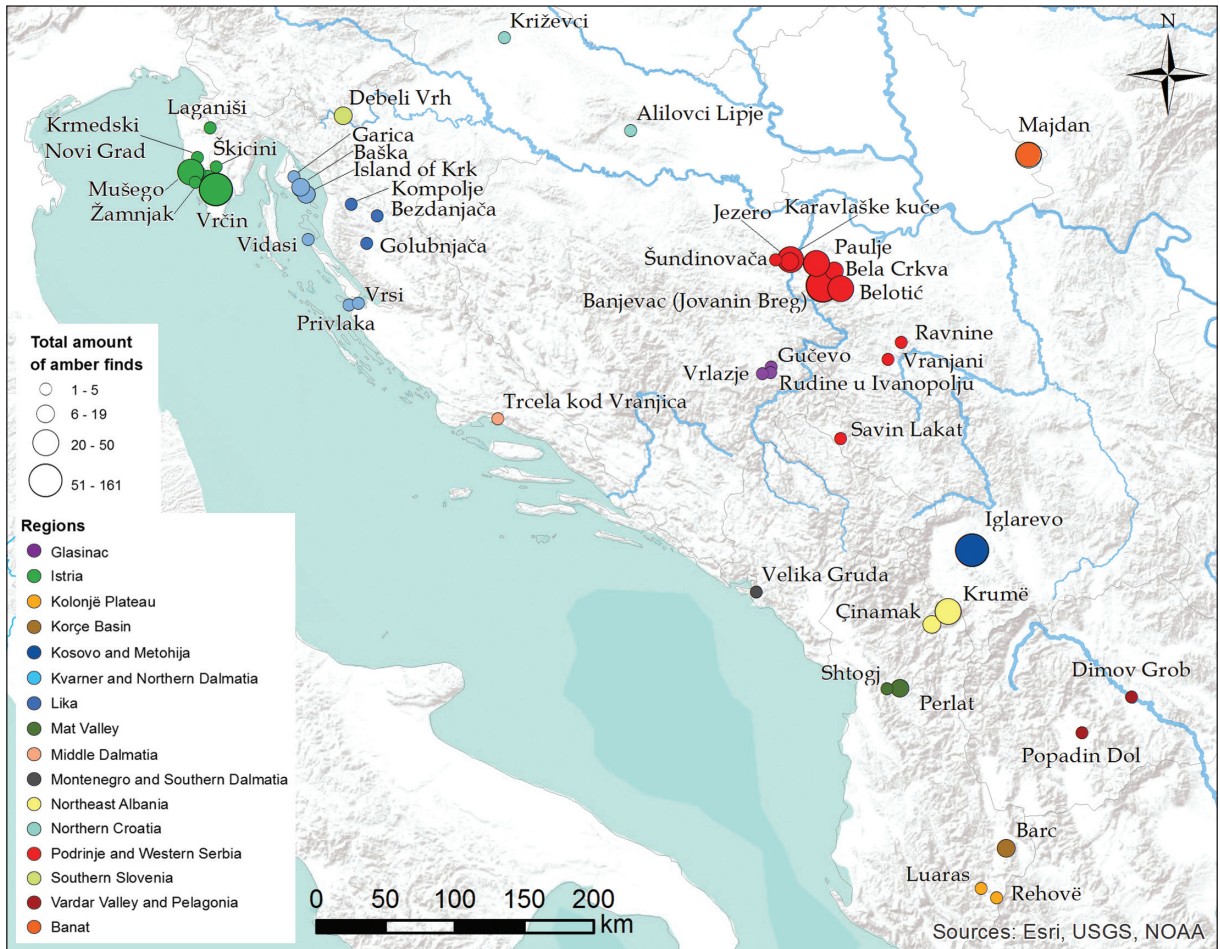 Križevci
N
Debeli Vrh
Laganiši
Garica
Alilovci Lipje
Majdan
Krmedski
Novi Grad
Škicini
Baška
Island of Krk
Kompolje
Mušego
Žamnjak
Vrčin
Bezdanjača
Jezero
Karavlaške kuće
Vidasi
Golubnjača
Šundinovača
Paulje
Bela Crkva
Banjevac (Jovanin Breg)
Belotić
Vrsi
Privlaka
Ravnine
Gučevo
Vranjani
Vrlazje
Rudine u Ivanopolju
Trcela kod Vranjica
Savin Lakat
Iglarevo
Velika Gruda
Krumë
Çinamak
Shtogj
Perlat
Dimov Grob
Popadin Dol
Barc
Luaras
Rehovë
Total amount
of amber finds
1 - 5
6 - 19
20 - 50
51 - 161
Regions
Glasinac
Istria
Kolonjë Plateau
Korçe Basin
Kosovo and Metohija
Kvarner and Northern Dalmatia
Lika
Mat Valley
Middle Dalmatia
Montenegro and Southern Dalmatia
Northeast Albania
Northern Croatia
Podrinje and Western Serbia
Southern Slovenia
Vardar Valley and Pelagonia
Banat
0 50 100 150 200
km
Sources: Esri, USGS, NOAA